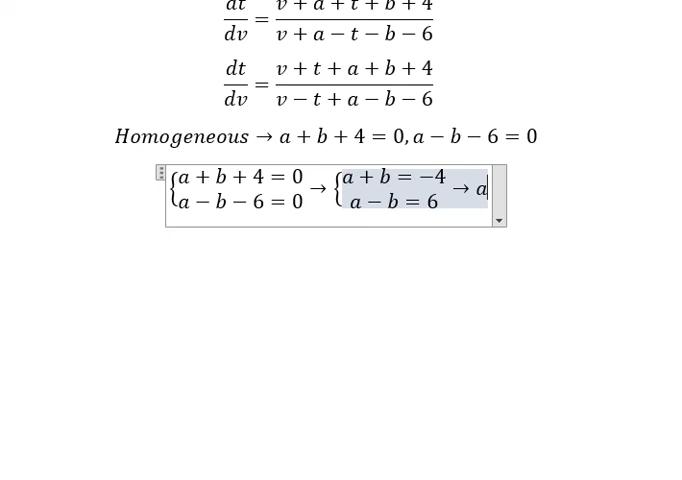 dt/dv = (v + a + t + b + 4)/(v + a − t − b − 6)
dt/dv = (v + t + a + b + 4)/(v − t + a − b − 6)
Homogeneous → a + b + 4 = 0, a − b − 6 = 0
{a + b + 4 = 0, a − b − 6 = 0 → {a + b = −4, a − b = 6 → a